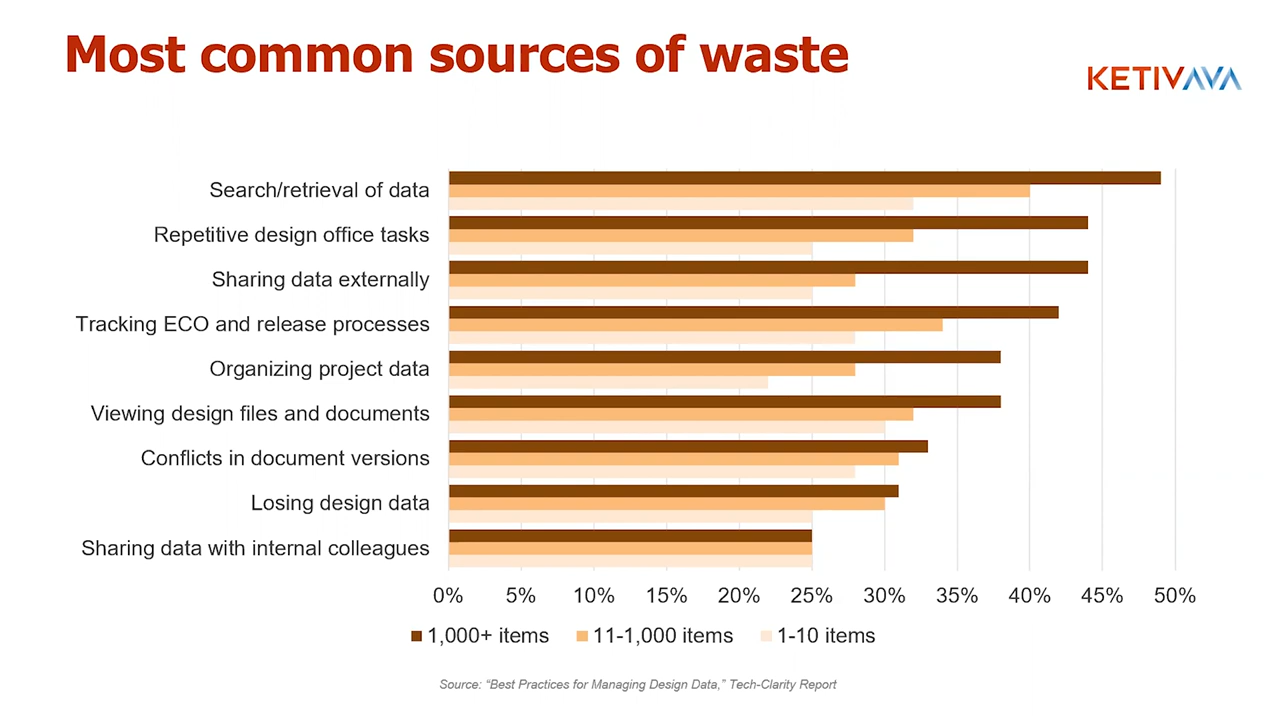 Most common sources of waste
KETIVAVA
Search/retrieval of data
Repetitive design office tasks
Sharing data externally
Tracking ECO and release processes
Organizing project data
Viewing design files and documents
Conflicts in document versions
Losing design data
Sharing data with internal colleagues
0% 5% 10% 15% 20% 25% 30% 35% 40% 45% 50%
1,000+ items 11-1,000 items 1-10 items
Source: “Best Practices for Managing Design Data,” Tech-Clarity Report